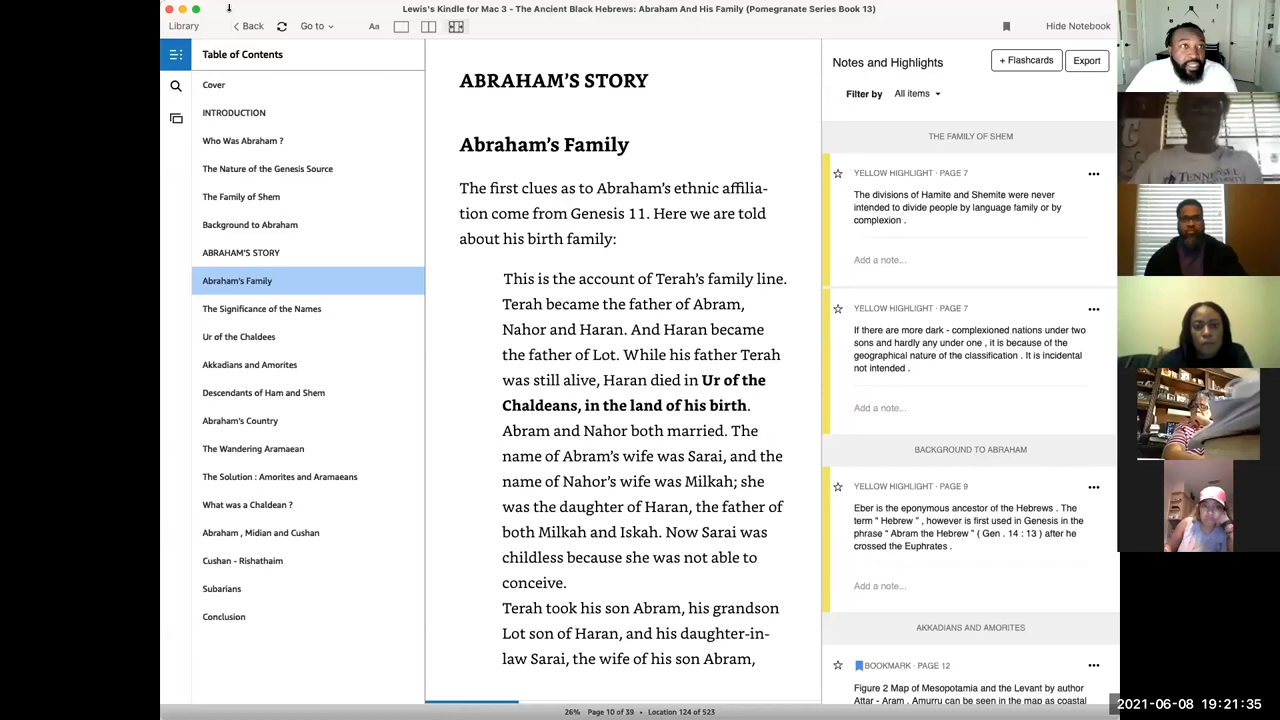 Lewis's Kindle for Mac 3 - The Ancient Black Hebrews: Abraham And His Family (Pomegranate Series Book 13)
Library
Back
Go to
Aa
Hide Notebook
Table of Contents
Cover
INTRODUCTION
Who Was Abraham ?
The Nature of the Genesis Source
The Family of Shem
Background to Abraham
ABRAHAM'S STORY
Abraham's Family
The Significance of the Names
Ur of the Chaldees
Akkadians and Amorites
Descendants of Ham and Shem
Abraham's Country
The Wandering Aramaean
The Solution : Amorites and Aramaeans
What was a Chaldean ?
Abraham , Midian and Cushan
Cushan - Rishathaim
Subarians
Conclusion
ABRAHAM'S STORY
Abraham's Family
The first clues as to Abraham's ethnic affilia-
tion come from Genesis 11. Here we are told
about his birth family:
This is the account of Terah's family line.
Terah became the father of Abram,
Nahor and Haran. And Haran became
the father of Lot. While his father Terah
was still alive, Haran died in Ur of the
Chaldeans, in the land of his birth.
Abram and Nahor both married. The
name of Abram's wife was Sarai, and the
name of Nahor's wife was Milkah; she
was the daughter of Haran, the father of
both Milkah and Iskah. Now Sarai was
childless because she was not able to
conceive.
Terah took his son Abram, his grandson
Lot son of Haran, and his daughter-in-
law Sarai, the wife of his son Abram,
26% Page 10 of 39 • Location 124 of 523
Notes and Highlights
+ Flashcards
Export
Filter by
All items
THE FAMILY OF SHEM
YELLOW HIGHLIGHT · PAGE 7
The divisions of Hamite and Shemite were never
intended to divide people by language family or by
complexion .
Add a note...
YELLOW HIGHLIGHT · PAGE 7
If there are more dark - complexioned nations under two
sons and hardly any under one , it is because of the
geographical nature of the classification . It is incidental
not intended .
Add a note...
BACKGROUND TO ABRAHAM
YELLOW HIGHLIGHT · PAGE 9
Eber is the eponymous ancestor of the Hebrews . The
term " Hebrew " , however is first used in Genesis in the
phrase " Abram the Hebrew " ( Gen . 14 : 13 ) after he
crossed the Euphrates .
Add a note...
AKKADIANS AND AMORITES
BOOKMARK · PAGE 12
Figure 2 Map of Mesopotamia and the Levant by author
Attar - Aram . Amurru can be seen in the map as coastal
TENNESSEE
2021-06-08 19:21:35